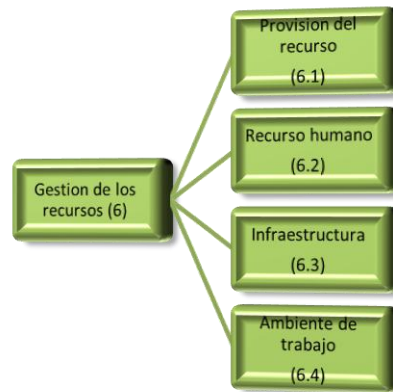 Provision del
recurso
(6.1)
Recurso humano
(6.2)
Gestion de los
recursos (6)
Infraestructura
(6.3)
Ambiente de
trabajo
(6.4)